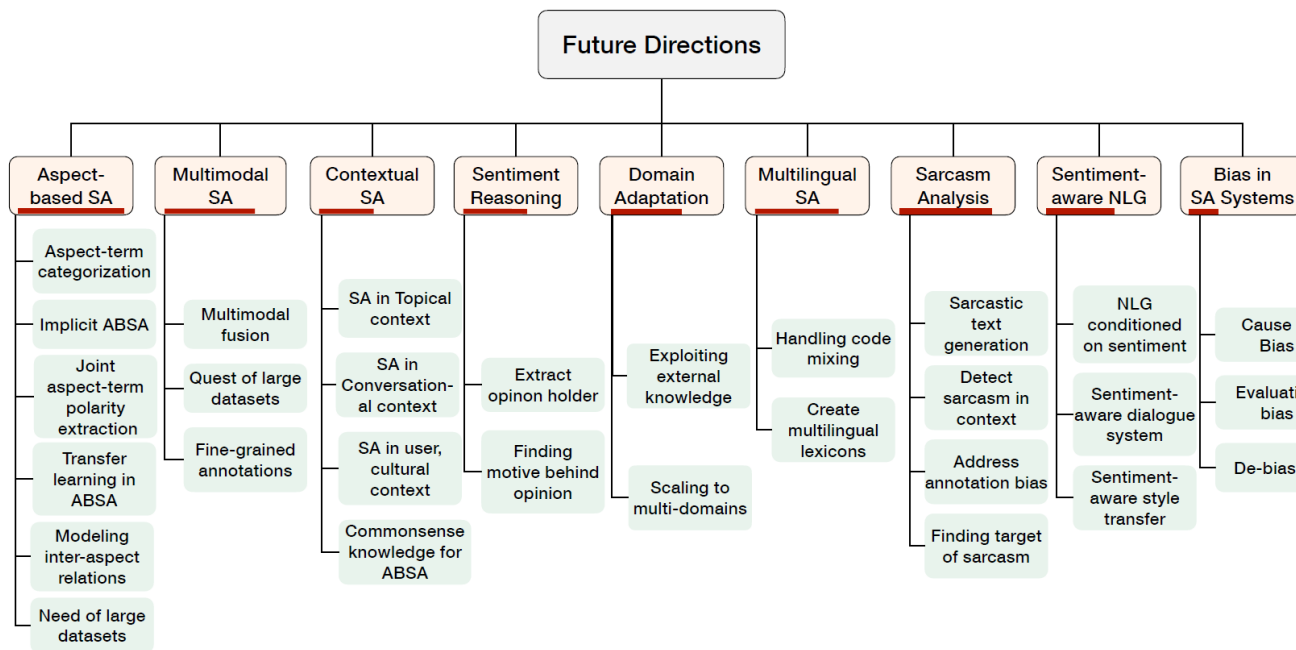 Future Directions
Aspect-
based SA
Multimodal
SA
Contextual
SA
Sentiment
Reasoning
Domain
Adaptation
Multilingual
SA
Sarcasm
Analysis
Sentiment-
aware NLG
Bias in
SA Systems
Aspect-term
categorization
Implicit ABSA
Joint
aspect-term
polarity
extraction
Transfer
learning in
ABSA
Modeling
inter-aspect
relations
Need of large
datasets
Multimodal
fusion
Quest of large
datasets
Fine-grained
annotations
SA in Topical
context
SA in
Conversation-
al context
SA in user,
cultural
context
Commonsense
knowledge for
ABSA
Extract
opinon holder
Finding
motive behind
opinion
Exploiting
external
knowledge
Scaling to
multi-domains
Handling code
mixing
Create
multilingual
lexicons
Sarcastic
text
generation
Detect
sarcasm in
context
Address
annotation bias
Finding target
of sarcasm
NLG
conditioned
on sentiment
Sentiment-
aware dialogue
system
Sentiment-
aware style
transfer
Cause
Bias
bias